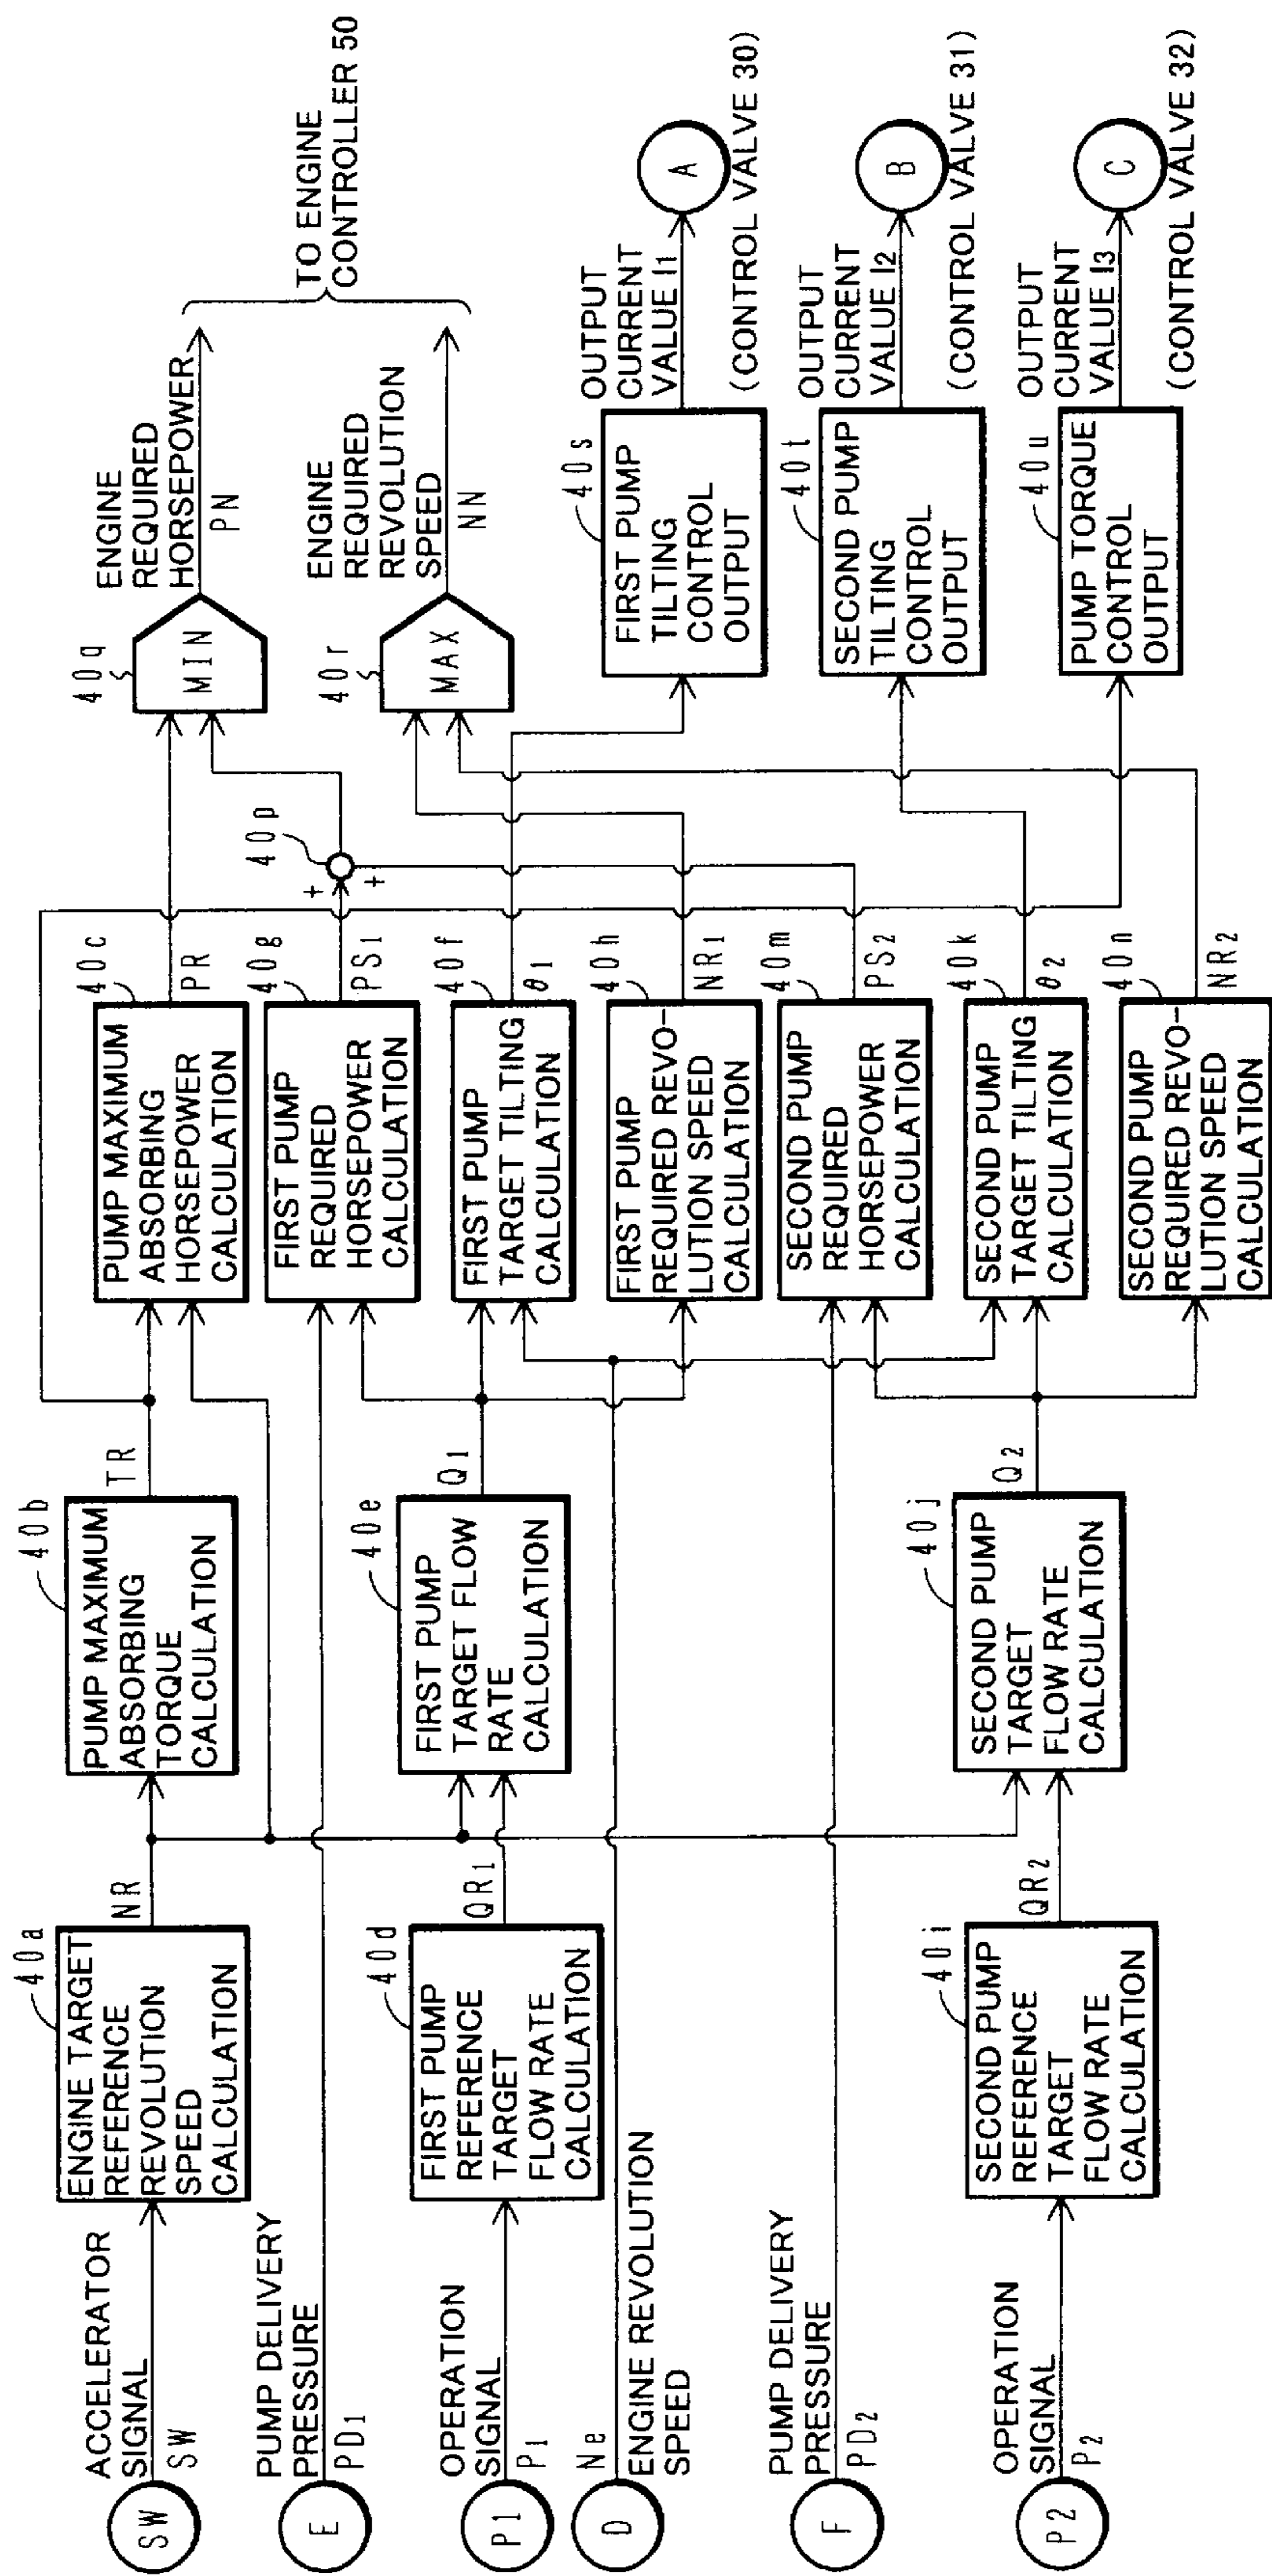 SW
ACCELERATOR
SIGNAL
SW
40a
ENGINE TARGET
REFERENCE
REVOLUTION
SPEED
CALCULATION
NR
40b
PUMP MAXIMUM
ABSORBING
TORQUE
CALCULATION
TR
40c
PUMP MAXIMUM
ABSORBING
HORSEPOWER
CALCULATION
PR
40q
MIN
ENGINE
REQUIRED
HORSEPOWER
PN
TO ENGINE
CONTROLLER 50
E
PUMP DELIVERY
PRESSURE
PD1
40g
FIRST PUMP
REQUIRED
HORSEPOWER
CALCULATION
PS1
40p
+
+
40r
MAX
ENGINE
REQUIRED
REVOLUTION
SPEED
NN
P1
OPERATION
SIGNAL
P1
40d
FIRST PUMP
REFERENCE
TARGET
FLOW RATE
CALCULATION
QR1
40e
FIRST PUMP
TARGET FLOW
RATE
CALCULATION
Q1
40f
FIRST PUMP
TARGET TILTING
CALCULATION
θ1
D
Ne
ENGINE REVOLUTION
SPEED
40h
FIRST PUMP
REQUIRED REVO-
LUTION SPEED
CALCULATION
NR1
40s
FIRST PUMP
TILTING
CONTROL
OUTPUT
OUTPUT
CURRENT
VALUE I1
A
(CONTROL VALVE 30)
F
PUMP DELIVERY
PRESSURE
PD2
40m
SECOND PUMP
REQUIRED
HORSEPOWER
CALCULATION
PS2
40t
SECOND PUMP
TILTING
CONTROL
OUTPUT
OUTPUT
CURRENT
VALUE I2
B
(CONTROL VALVE 31)
P2
OPERATION
SIGNAL
P2
40i
SECOND PUMP
REFERENCE
TARGET
FLOW RATE
CALCULATION
QR2
40j
SECOND PUMP
TARGET
FLOW RATE
CALCULATION
Q2
40k
SECOND PUMP
TARGET TILTING
CALCULATION
θ2
40n
SECOND PUMP
REQUIRED REVO-
LUTION SPEED
CALCULATION
NR2
40u
PUMP TORQUE
CONTROL
OUTPUT
OUTPUT
CURRENT
VALUE I3
C
(CONTROL VALVE 32)